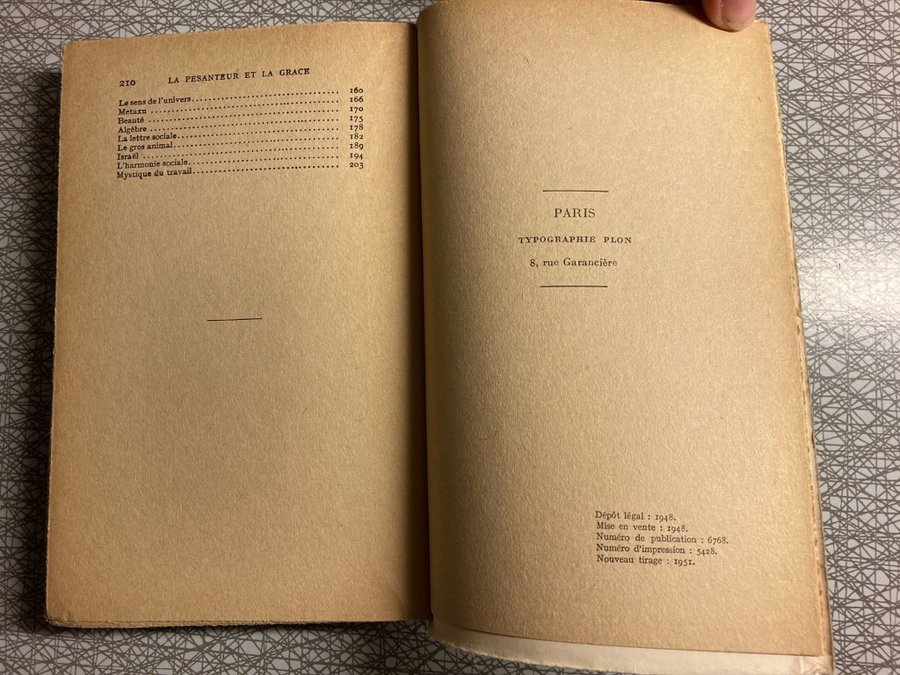 210 LA PESANTEUR ET LA GRACE
Le sens de l'univers........................ 160
Metaxu ........................ 166
Beauté ........................ 170
Algèbre ........................ 175
La lettre sociale........................ 178
Le gros animal........................ 182
Israël ........................ 189
L'harmonie sociale........................ 194
Mystique du travail........................ 203
PARIS
TYPOGRAPHIE PLON
8, rue Garancière
Dépôt légal : 1948.
Mise en vente : 1948.
Numéro de publication : 6768.
Numéro d'impression : 5428.
Nouveau tirage : 1951.